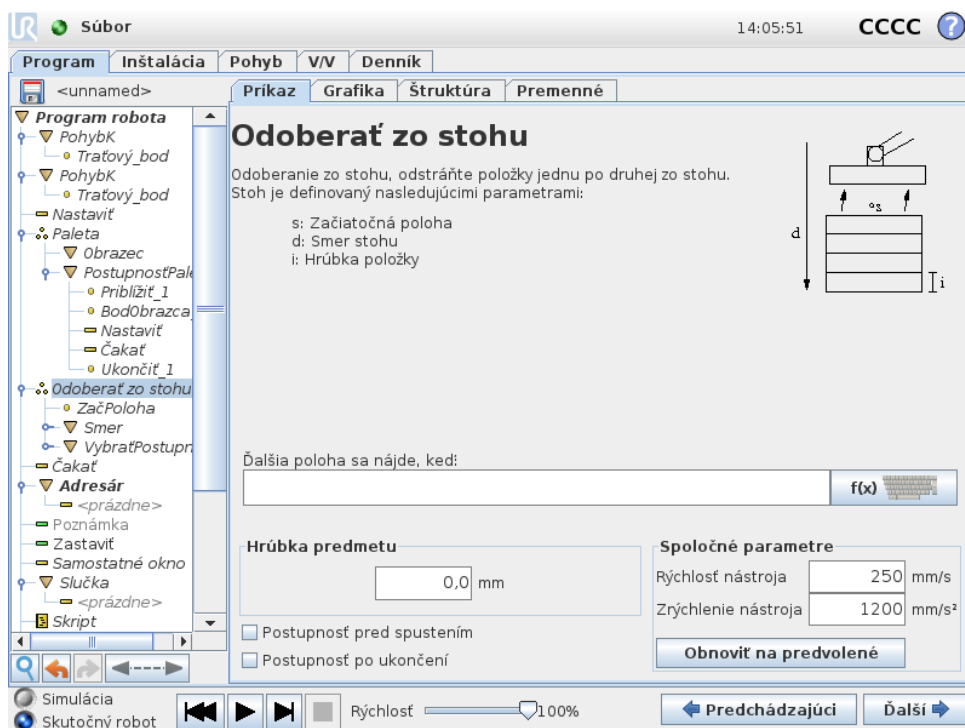 UR Súbor 14:05:51 CCCC ?
Program Inštalácia Pohyb V/V Denník
<unnamed>
Príkaz Grafika Štruktúra Premenné
Program robota
PohybK
Traťový_bod
PohybK
Traťový_bod
Nastaviť
Paleta
Obrazec
PostupnosťPale
Priblížiť_1
BodObrazca_
Nastaviť
Čakať
Ukončiť_1
Odoberať zo stohu
ZačPoloha
Smer
VybraťPostupn
Čakať
Adresár
<prázdne>
Poznámka
Zastaviť
Samostatné okno
Slučka
<prázdne>
Skript
Odoberať zo stohu
Odoberanie zo stohu, odstráňte položky jednu po druhej zo stohu.
Stoh je definovaný nasledujúcimi parametrami:
s: Začiatočná poloha
d: Smer stohu
i: Hrúbka položky
s
d
i
Ďalšia poloha sa nájde, keď:
f(x)
Hrúbka predmetu
0,0 mm
Postupnosť pred spustením
Postupnosť po ukončení
Spoločné parametre
Rýchlosť nástroja 250 mm/s
Zrýchlenie nástroja 1200 mm/s²
Obnoviť na predvolené
Simulácia
Skutočný robot
Rýchlosť 100%
Predchádzajúci Ďalší